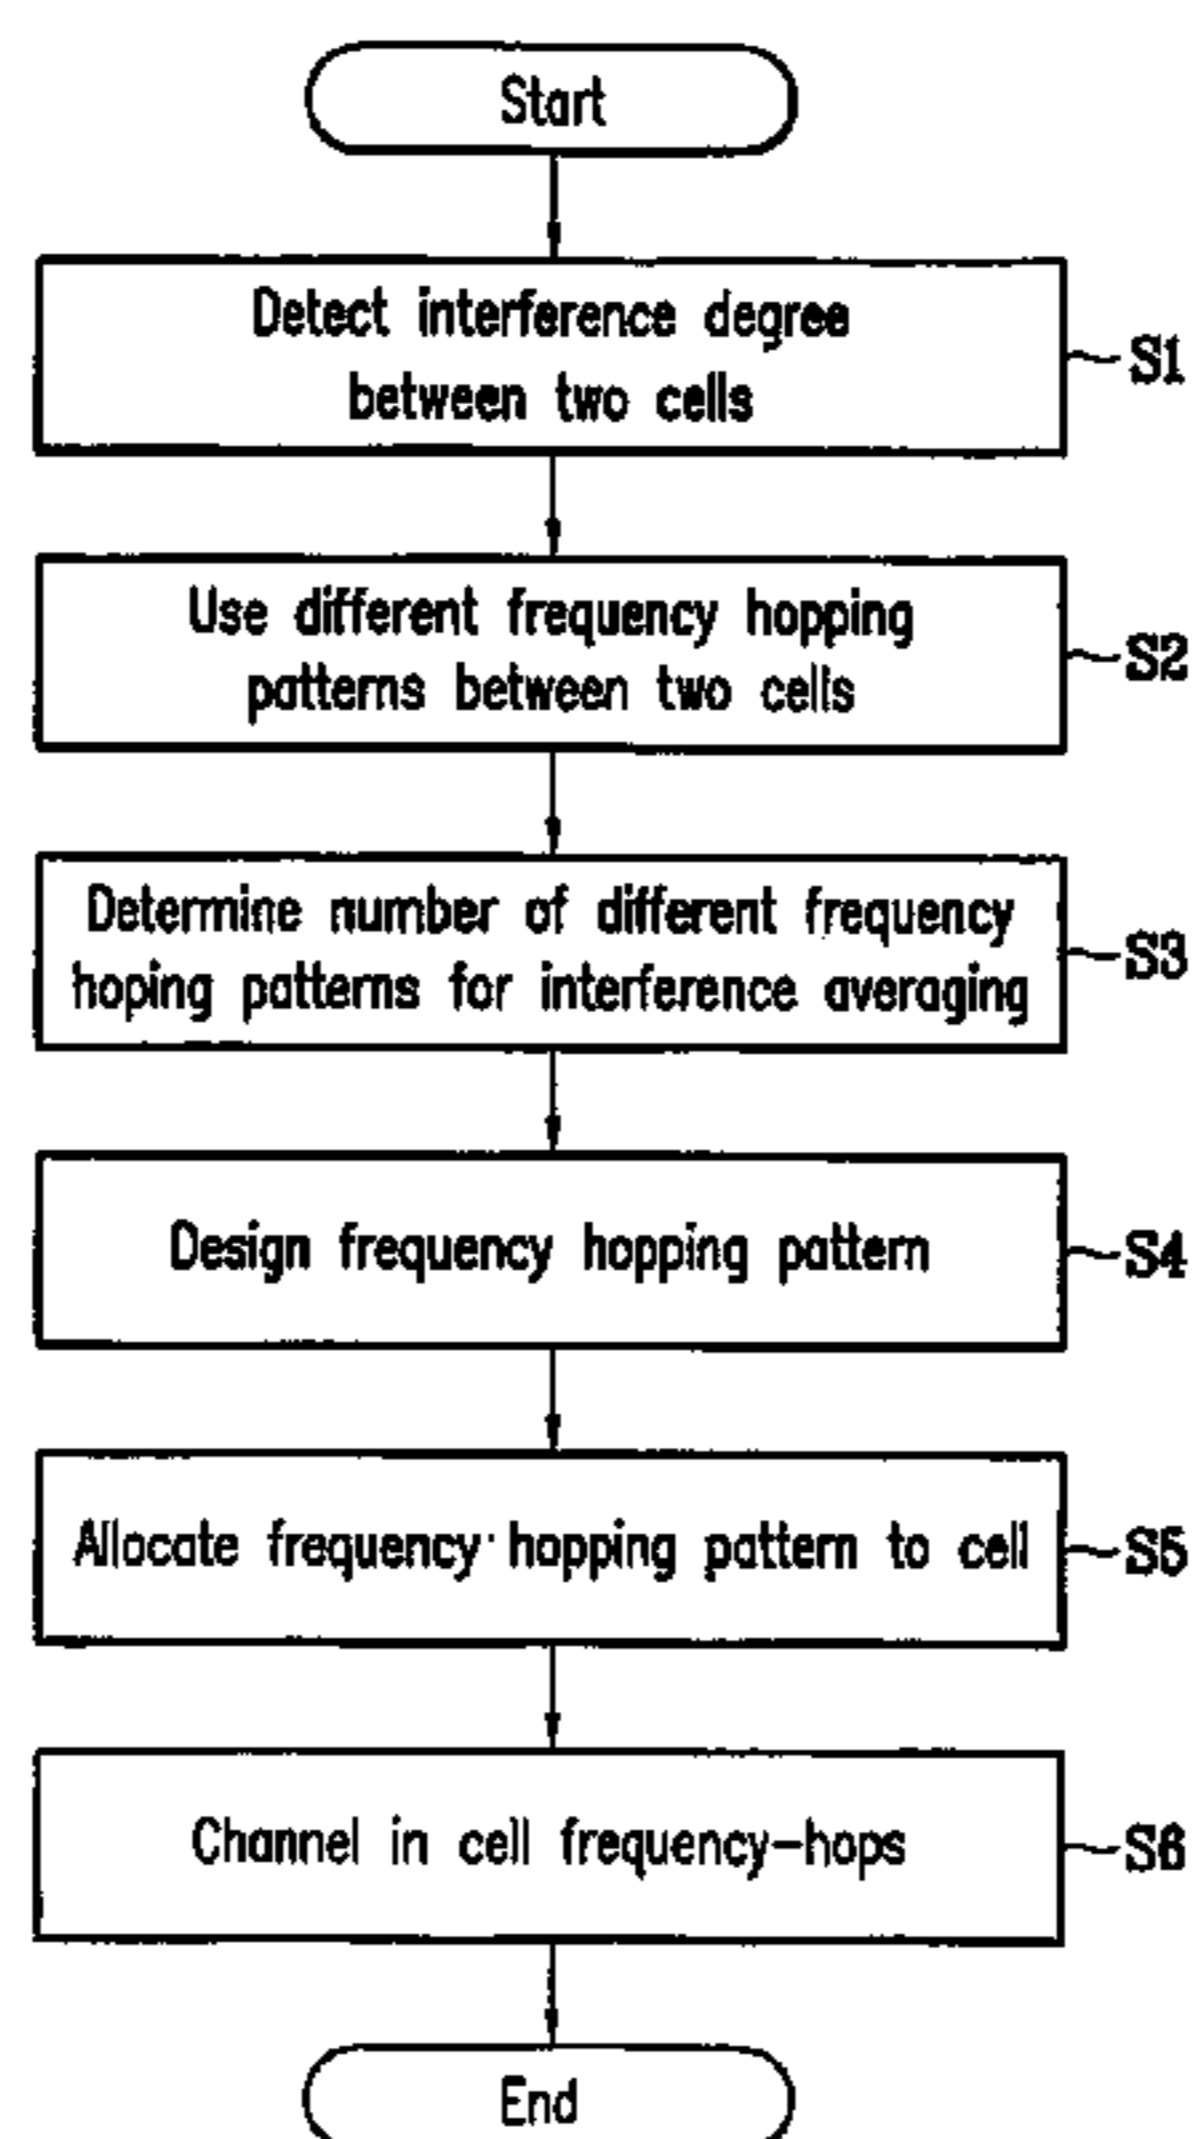 Start
Detect interference degree
between two cells
S1
Use different frequency hopping
patterns between two cells
S2
Determine number of different frequency
hoping patterns for interference averaging
S3
Design frequency hopping pattern
S4
Allocate frequency hopping pattern to cell
S5
Channel in cell frequency-hops
S6
End